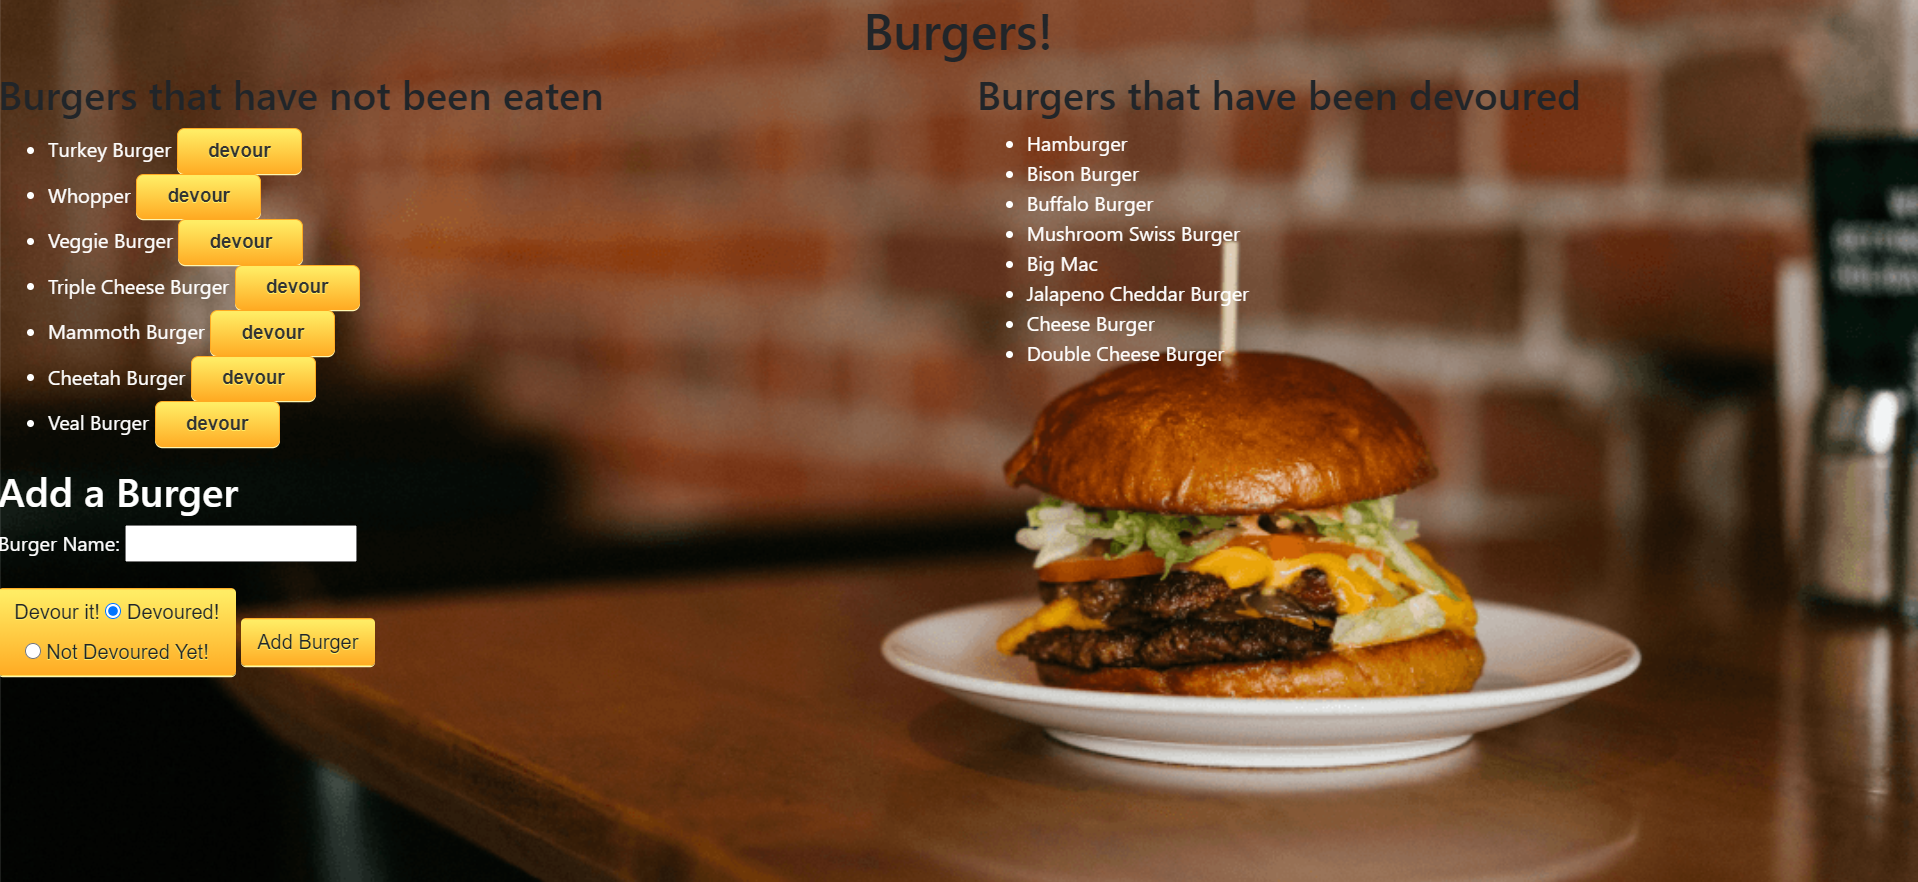 Burgers!
Burgers that have not been eaten
Turkey Burger devour
Whopper devour
Veggie Burger devour
Triple Cheese Burger devour
Mammoth Burger devour
Cheetah Burger devour
Veal Burger devour
Add a Burger
Burger Name:
Devour it! Devoured!
Not Devoured Yet!
Add Burger
Burgers that have been devoured
Hamburger
Bison Burger
Buffalo Burger
Mushroom Swiss Burger
Big Mac
Jalapeno Cheddar Burger
Cheese Burger
Double Cheese Burger